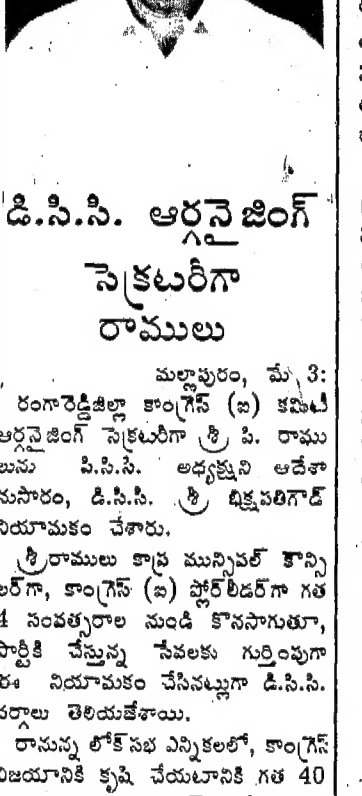 డి.సి.సి. ఆర్గనైజింగ్
సెక్రటరీగా
రాములు
మల్లాపురం, మే 3:
రంగారెడ్డిజిల్లా కాంగ్రెస్ (ఐ) కమిటీ
ఆర్గనైజింగ్ సెక్రటరీగా శ్రీ పి. రాము
లును పి.సి.సి. అధ్యక్షుని ఆదేశా
నుసారం, డి.సి.సి. శ్రీ భిక్షపతిగౌడ్
నియామకం చేశారు.
శ్రీరాములు కాప్రా మున్సిపల్ కౌన్సి
లర్‌గా, కాంగ్రెస్ (ఐ) ఫ్లోర్‌లీడర్‌గా గత
4 సంవత్సరాల నుండి కొనసాగుతూ,
పార్టీకి చేస్తున్న సేవలకు గుర్తింపుగా
ఈ నియామకం చేసినట్లుగా డి.సి.సి.
వర్గాలు తెలియజేశాయి.
రానున్న లోక్‌సభ ఎన్నికలలో, కాంగ్రెస్
విజయానికి కృషి చేయటానికి గత 40